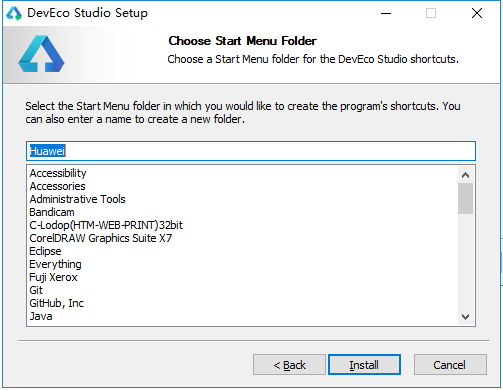 DevEco Studio Setup
Choose Start Menu Folder
Choose a Start Menu folder for the DevEco Studio shortcuts.
Select the Start Menu folder in which you would like to create the program's shortcuts. You
can also enter a name to create a new folder.
Huawei
Accessibility
Accessories
Administrative Tools
Bandicam
C-Lodop(HTM-WEB-PRINT)32bit
CorelDRAW Graphics Suite X7
Eclipse
Everything
Fuji Xerox
Git
GitHub, Inc
Java
< Back
Install
Cancel